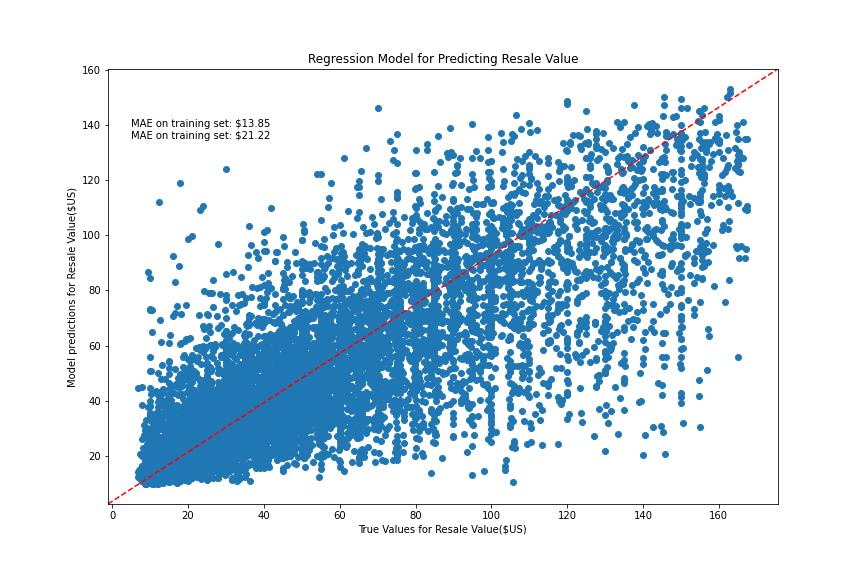 Regression Model for Predicting Resale Value
MAE on training set: $13.85
MAE on training set: $21.22
Model predictions for Resale Value($US)
160
140
120
100
80
60
40
20
0 20 40 60 80 100 120 140 160
True Values for Resale Value($US)